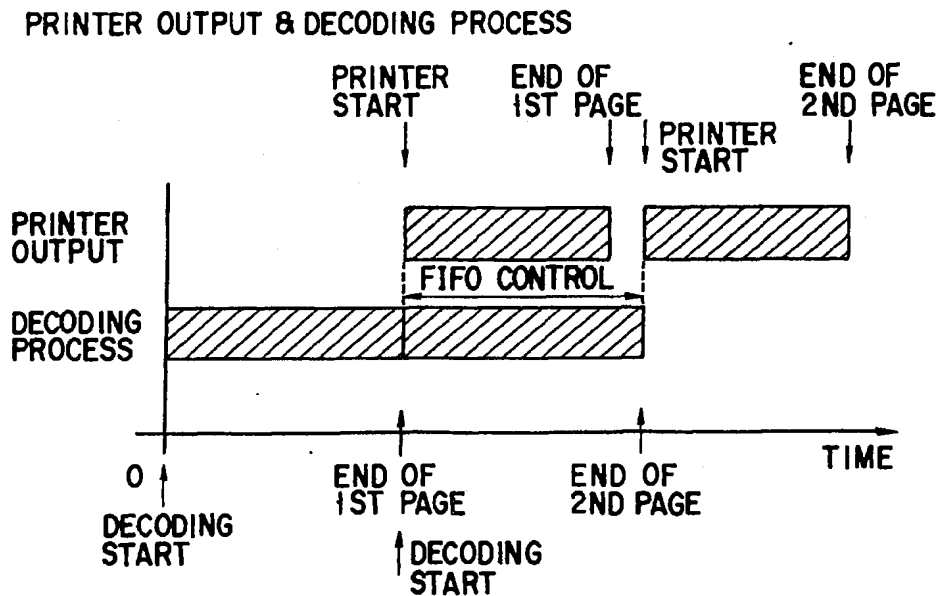 PRINTER OUTPUT & DECODING PROCESS
PRINTER
START
END OF
1ST PAGE
PRINTER
START
END OF
2ND PAGE
PRINTER
OUTPUT
FIFO CONTROL
DECODING
PROCESS
TIME
0
DECODING
START
END OF
1ST PAGE
END OF
2ND PAGE
DECODING
START